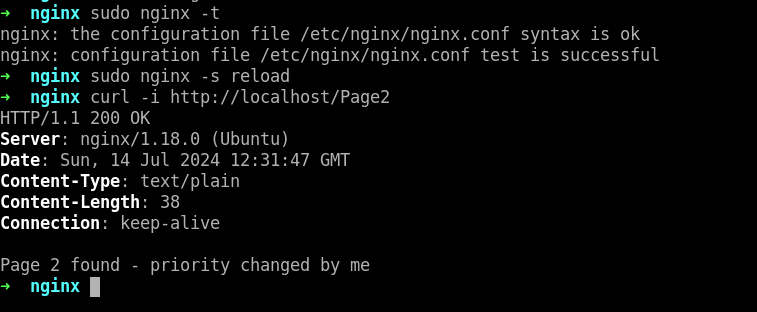 ➜  nginx sudo nginx -t
nginx: the configuration file /etc/nginx/nginx.conf syntax is ok
nginx: configuration file /etc/nginx/nginx.conf test is successful
➜  nginx sudo nginx -s reload
➜  nginx curl -i http://localhost/Page2
HTTP/1.1 200 OK
Server: nginx/1.18.0 (Ubuntu)
Date: Sun, 14 Jul 2024 12:31:47 GMT
Content-Type: text/plain
Content-Length: 38
Connection: keep-alive

Page 2 found - priority changed by me
➜  nginx